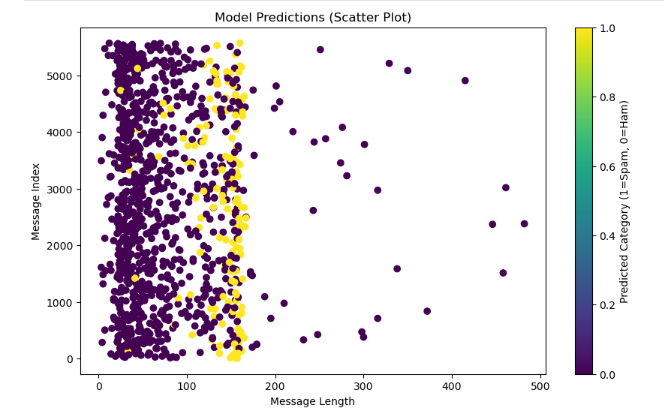 Model Predictions (Scatter Plot)
5000
4000
3000
2000
1000
0
Message Index
0 100 200 300 400 500
Message Length
1.0
0.8
0.6
0.4
0.2
0.0
Predicted Category (1=Spam, 0=Ham)